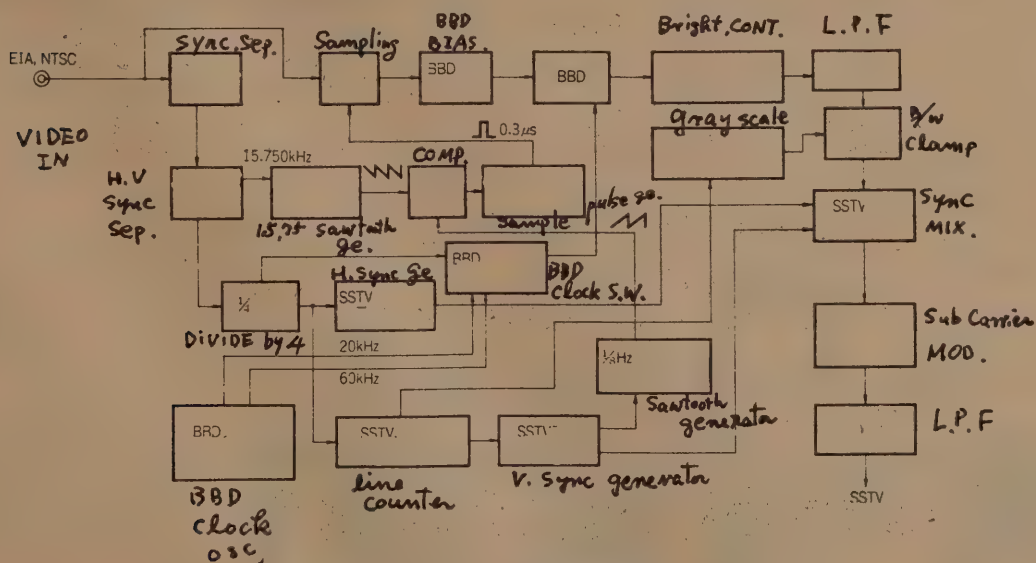 BBD
BIAS.
Bright. CONT.
L.P.F
Sync. Sep.
Sampling
EIA, NTSC
BBD
BBD
VIDEO
IN
gray scale
B/W
Clamp
0.3μs
15.750kHz
COMP.
H.V
Sync
Sep.
15.75 sawtooth
ge.
sample
pulse ge.
SSTV
Sync
MIX.
H. Sync ge
BBD
BBD
Clock S.W.
1/4
SSTV
DiViDE by 4
20kHz
60kHz
1/8Hz
Sub Carrier
MOD.
Sawtooth
generator
BBD
SSTV
SSTV
L.P.F
line
counter
V. Sync generator
SSTV
BBD
Clock
OSC,